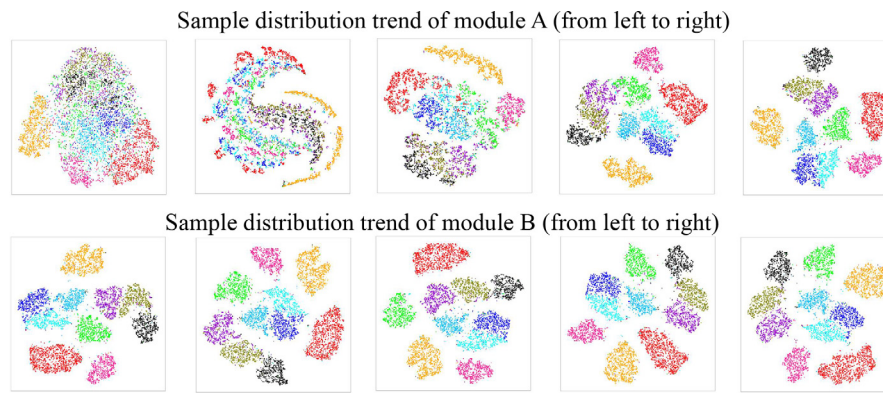 Sample distribution trend of module A (from left to right)
Sample distribution trend of module B (from left to right)